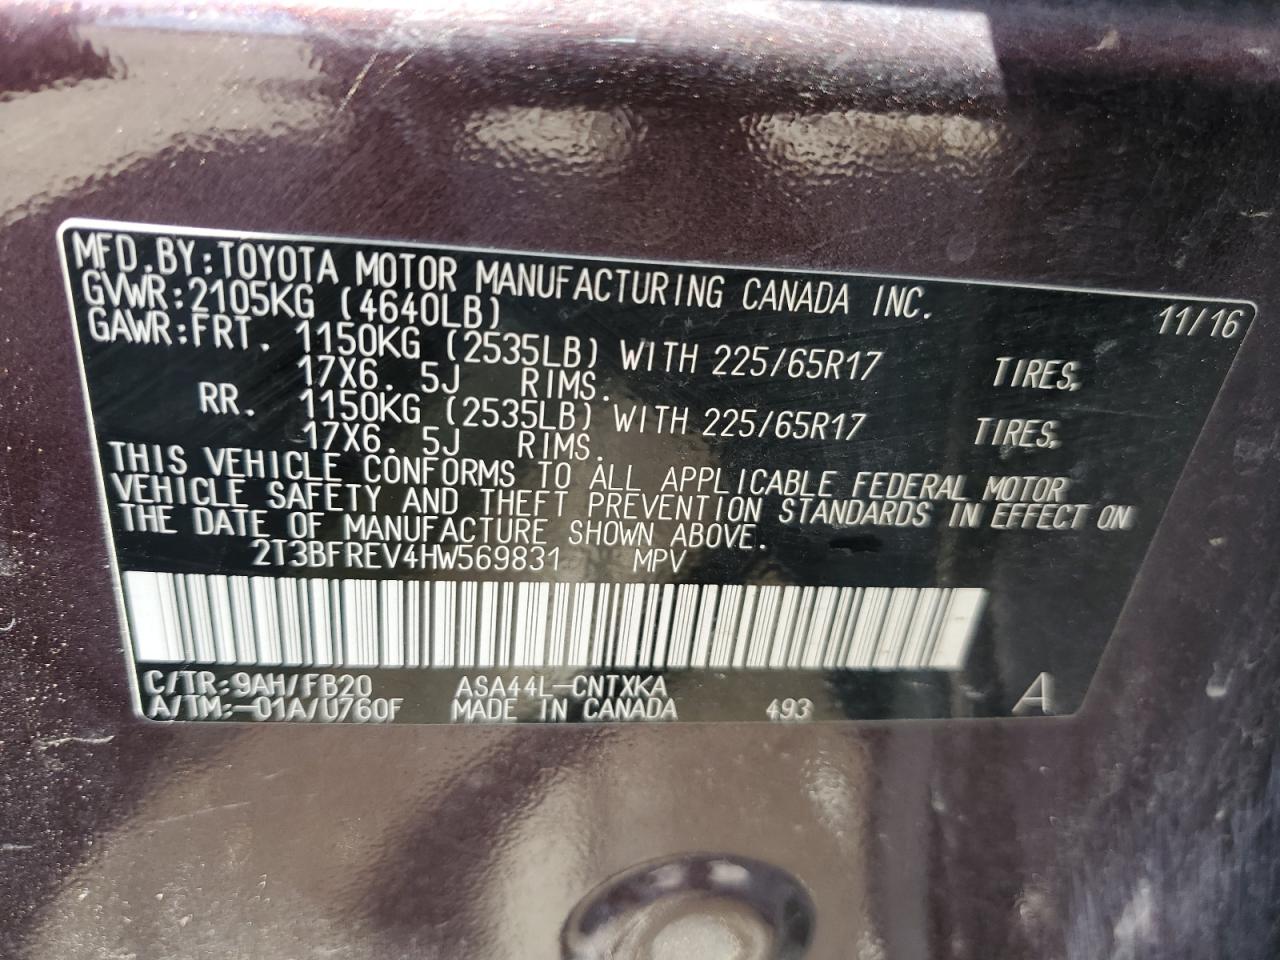 MFD.BY:TOYOTA MOTOR MANUFACTURING CANADA INC. 11/16
GVWR:2105KG (4640LB)
GAWR:FRT. 1150KG (2535LB) WITH 225/65R17 TIRES,
17X6.5J RIMS.
RR. 1150KG (2535LB) WITH 225/65R17 TIRES,
17X6.5J RIMS.
THIS VEHICLE CONFORMS TO ALL APPLICABLE FEDERAL MOTOR
VEHICLE SAFETY AND THEFT PREVENTION STANDARDS IN EFFECT ON
THE DATE OF MANUFACTURE SHOWN ABOVE.
2T3BFREV4HW569831 MPV
C/TR:9AH/FB20 ASA44L-CNTXKA A
A/TM:-01A/U760F MADE IN CANADA 493